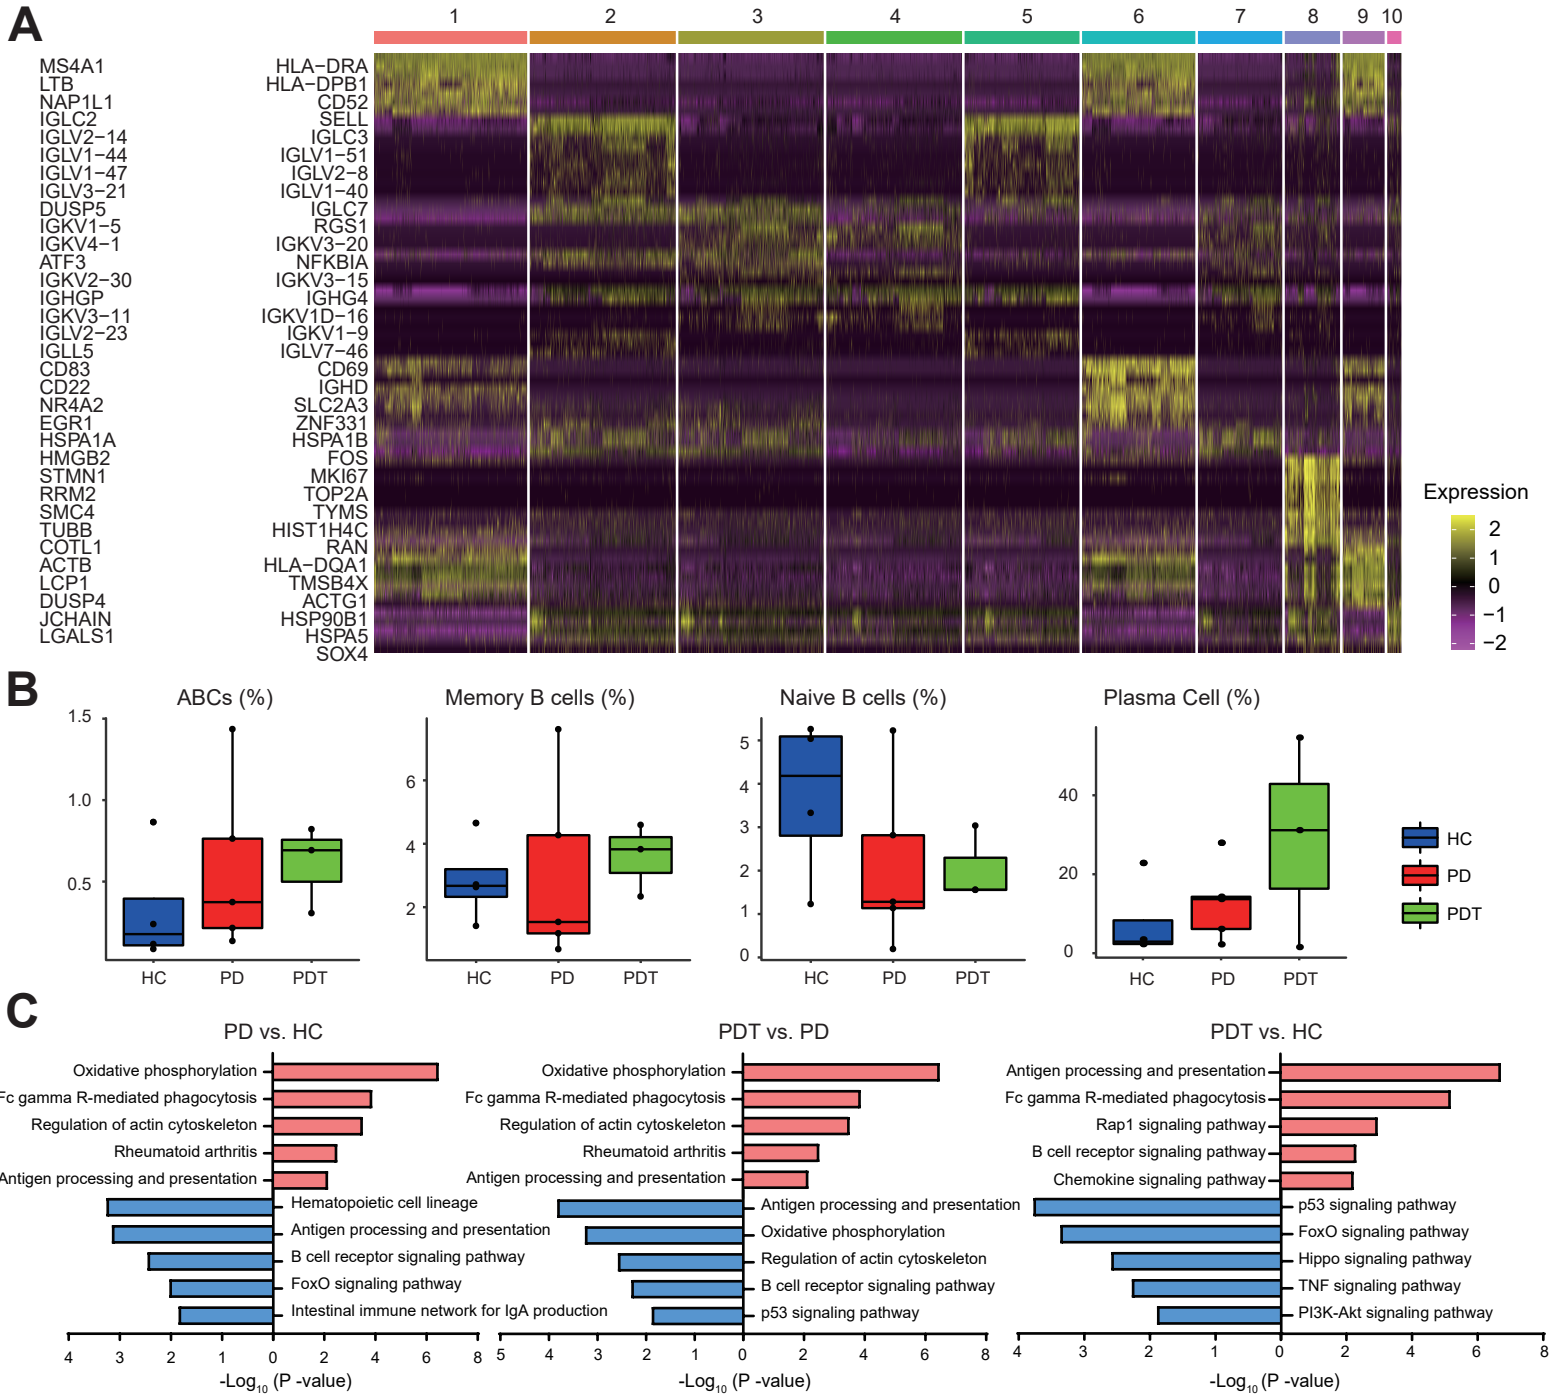 A
1 2 3 4 5 6 7 8 9 10
MS4A1 HLA−DRA
LTB HLA−DPB1
NAP1L1 CD52
IGLC2 SELL
IGLV2−14 IGLC3
IGLV1−44 IGLV1−51
IGLV1−47 IGLV2−8
IGLV3−21 IGLV1−40
DUSP5 IGLC7
IGKV1−5 RGS1
IGKV4−1 IGKV3−20
ATF3 NFKBIA
IGKV2−30 IGKV3−15
IGHGP IGHG4
IGKV3−11 IGKV1D−16
IGLV2−23 IGKV1−9
IGLL5 IGLV7−46
CD83 CD69
CD22 IGHD
NR4A2 SLC2A3
EGR1 ZNF331
HSPA1A HSPA1B
HMGB2 FOS
STMN1 MKI67
RRM2 TOP2A
SMC4 TYMS
TUBB HIST1H4C
COTL1 RAN
ACTB HLA−DQA1
LCP1 TMSB4X
DUSP4 ACTG1
JCHAIN HSP90B1
LGALS1 HSPA5
SOX4
Expression
2
1
0
−1
−2
B
ABCs (%)
1.5
1.0
0.5
HC PD PDT
Memory B cells (%)
6
4
2
HC PD PDT
Naive B cells (%)
5
4
3
2
1
0
HC PD PDT
Plasma Cell (%)
40
20
0
HC PD PDT
HC
PD
PDT
C
PD vs. HC
Oxidative phosphorylation
Fc gamma R-mediated phagocytosis
Regulation of actin cytoskeleton
Rheumatoid arthritis
Antigen processing and presentation
Hematopoietic cell lineage
Antigen processing and presentation
B cell receptor signaling pathway
FoxO signaling pathway
Intestinal immune network for IgA production
4 3 2 1 0 2 4 6 8
-Log10 (P -value)
PDT vs. PD
Oxidative phosphorylation
Fc gamma R-mediated phagocytosis
Regulation of actin cytoskeleton
Rheumatoid arthritis
Antigen processing and presentation
Antigen processing and presentation
Oxidative phosphorylation
Regulation of actin cytoskeleton
B cell receptor signaling pathway
p53 signaling pathway
5 4 3 2 1 0 2 4 6 8
-Log10 (P -value)
PDT vs. HC
Antigen processing and presentation
Fc gamma R-mediated phagocytosis
Rap1 signaling pathway
B cell receptor signaling pathway
Chemokine signaling pathway
p53 signaling pathway
FoxO signaling pathway
Hippo signaling pathway
TNF signaling pathway
PI3K-Akt signaling pathway
4 3 2 1 0 2 4 6 8
-Log10 (P -value)